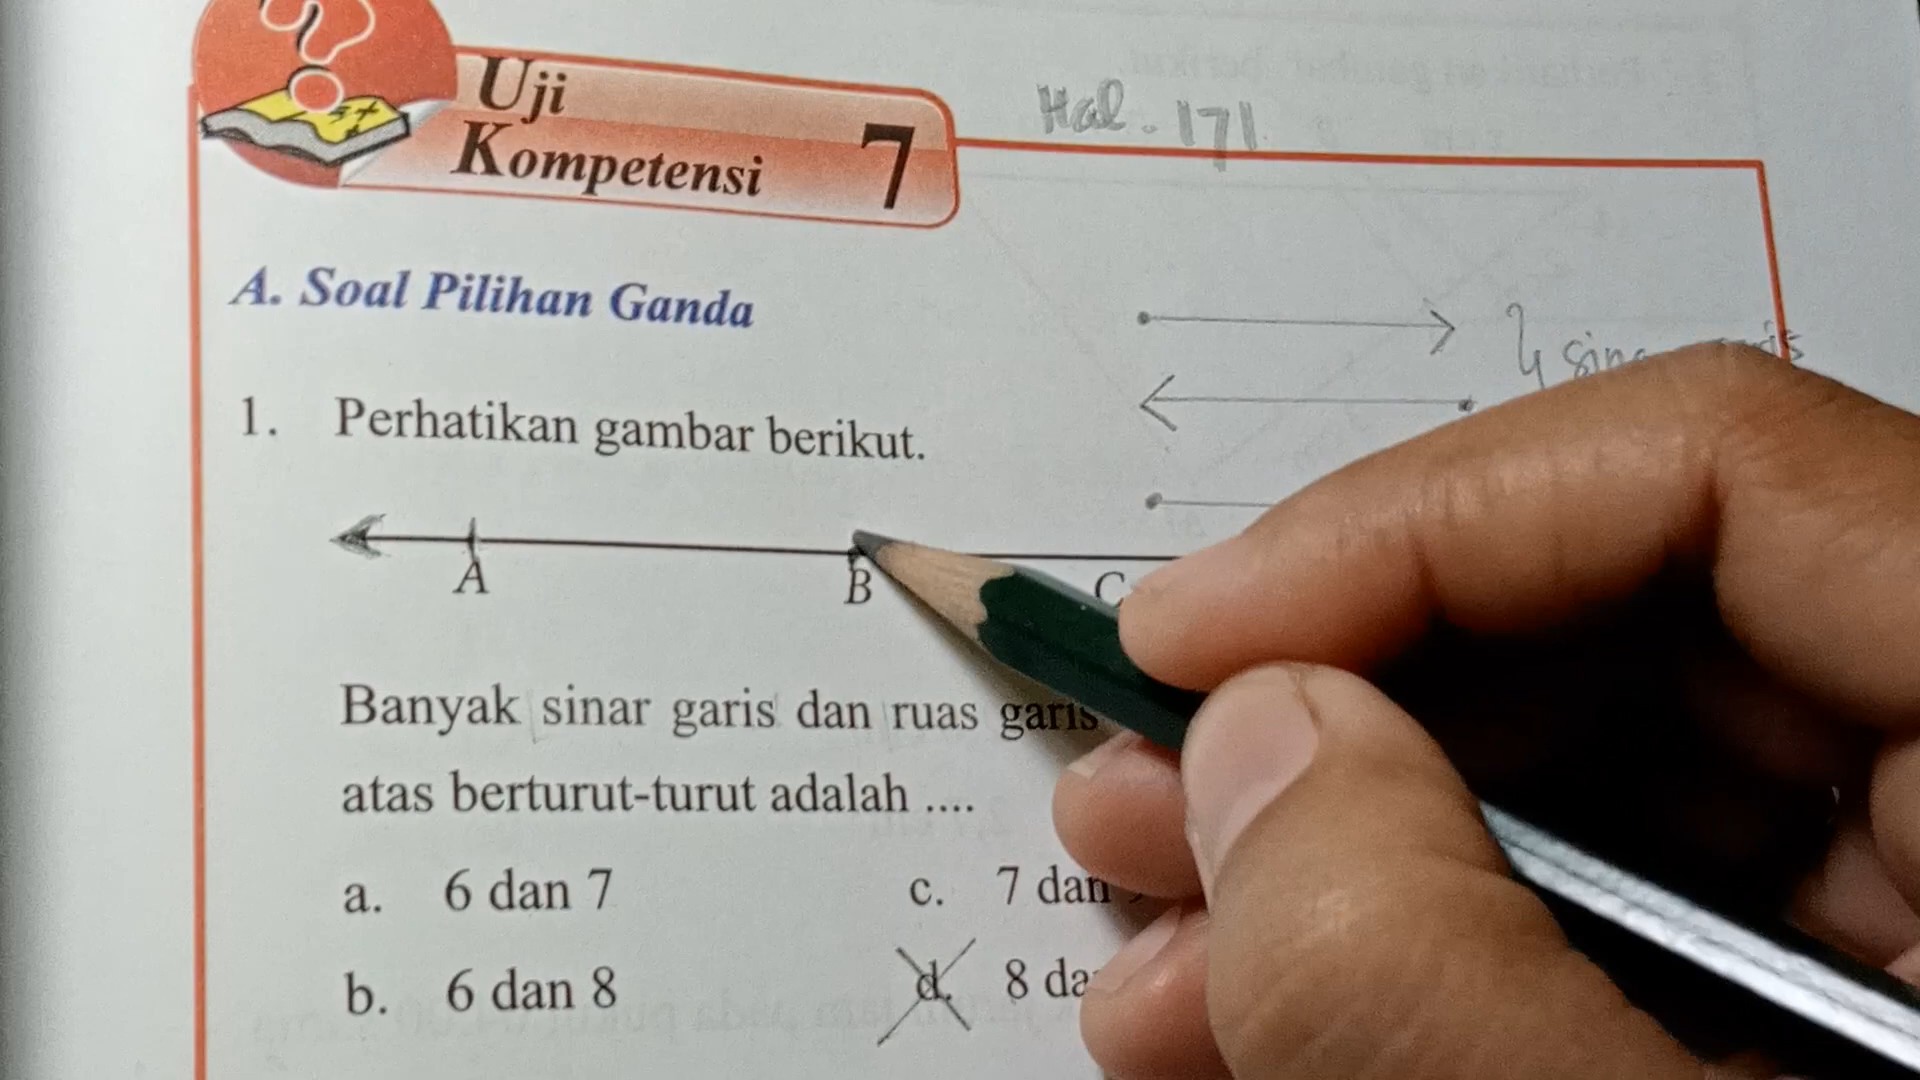 Uji
Kompetensi 7
Hal. 171
A. Soal Pilihan Ganda
1. Perhatikan gambar berikut.
A B C
Banyak sinar garis dan ruas garis
atas berturut-turut adalah ....
a. 6 dan 7 c. 7 dan
b. 6 dan 8 d. 8